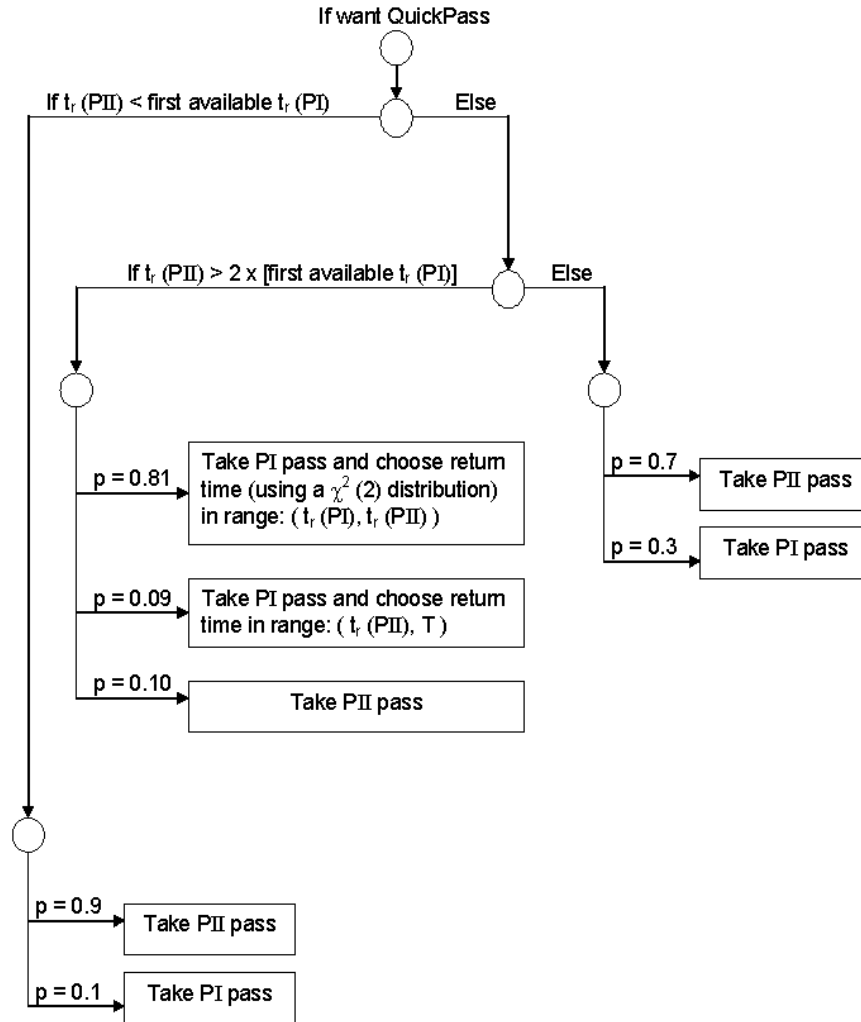 If want QuickPass
If tᵣ (PII) < first available tᵣ (PI)
Else
If tᵣ (PII) > 2 x [first available tᵣ (PI)]
Else
p = 0.81
Take PI pass and choose return
time (using a χ² (2) distribution)
in range: ( tᵣ (PI), tᵣ (PII) )
p = 0.09
Take PI pass and choose return
time in range: ( tᵣ (PII), T )
p = 0.10
Take PII pass
p = 0.7
Take PII pass
p = 0.3
Take PI pass
p = 0.9
Take PII pass
p = 0.1
Take PI pass